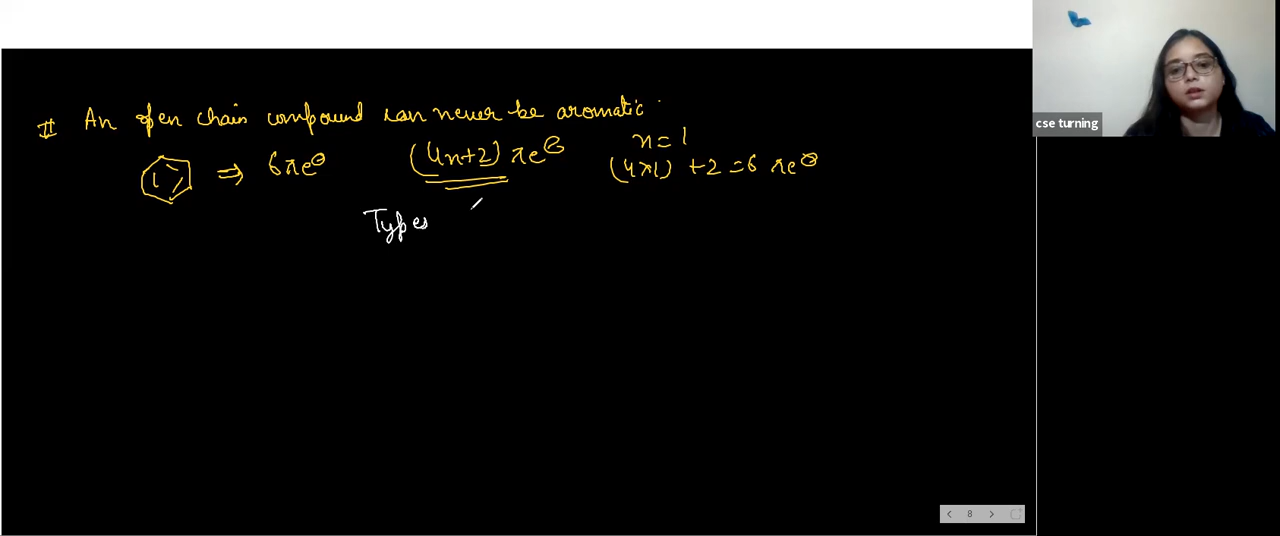 II An open chain compound can never be aromatic.
⇒ 6πe⊖ (4n+2) πe⊖ n=1
(4×1) +2 =6 πe⊖
Types
cse turning
8